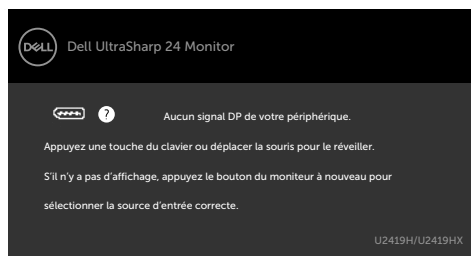 DELL Dell UltraSharp 24 Monitor
? Aucun signal DP de votre périphérique.
Appuyez une touche du clavier ou déplacer la souris pour le réveiller.
S'il n'y a pas d'affichage, appuyez le bouton du moniteur à nouveau pour
sélectionner la source d'entrée correcte.
U2419H/U2419HX